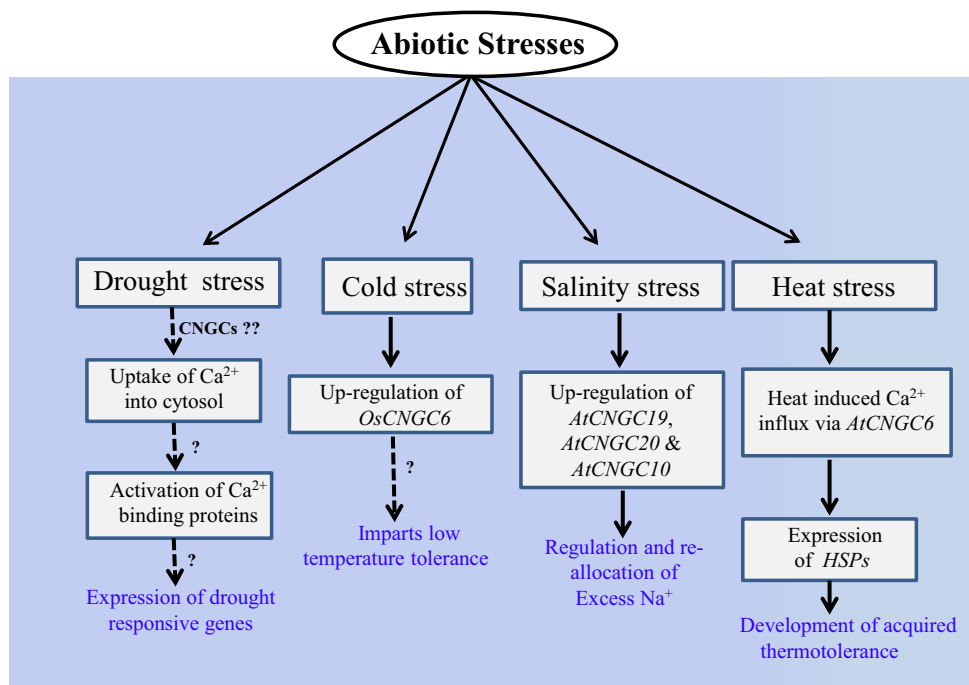 Abiotic Stresses
Drought stress
CNGCs ??
Uptake of Ca²⁺
into cytosol
?
Activation of Ca²⁺
binding proteins
?
Expression of drought
responsive genes
Cold stress
Up-regulation of
OsCNGC6
?
Imparts low
temperature tolerance
Salinity stress
Up-regulation of
AtCNGC19,
AtCNGC20 &
AtCNGC10
Regulation and re-
allocation of
Excess Na⁺
Heat stress
Heat induced Ca²⁺
influx via AtCNGC6
Expression
of HSPs
Development of acquired
thermotolerance